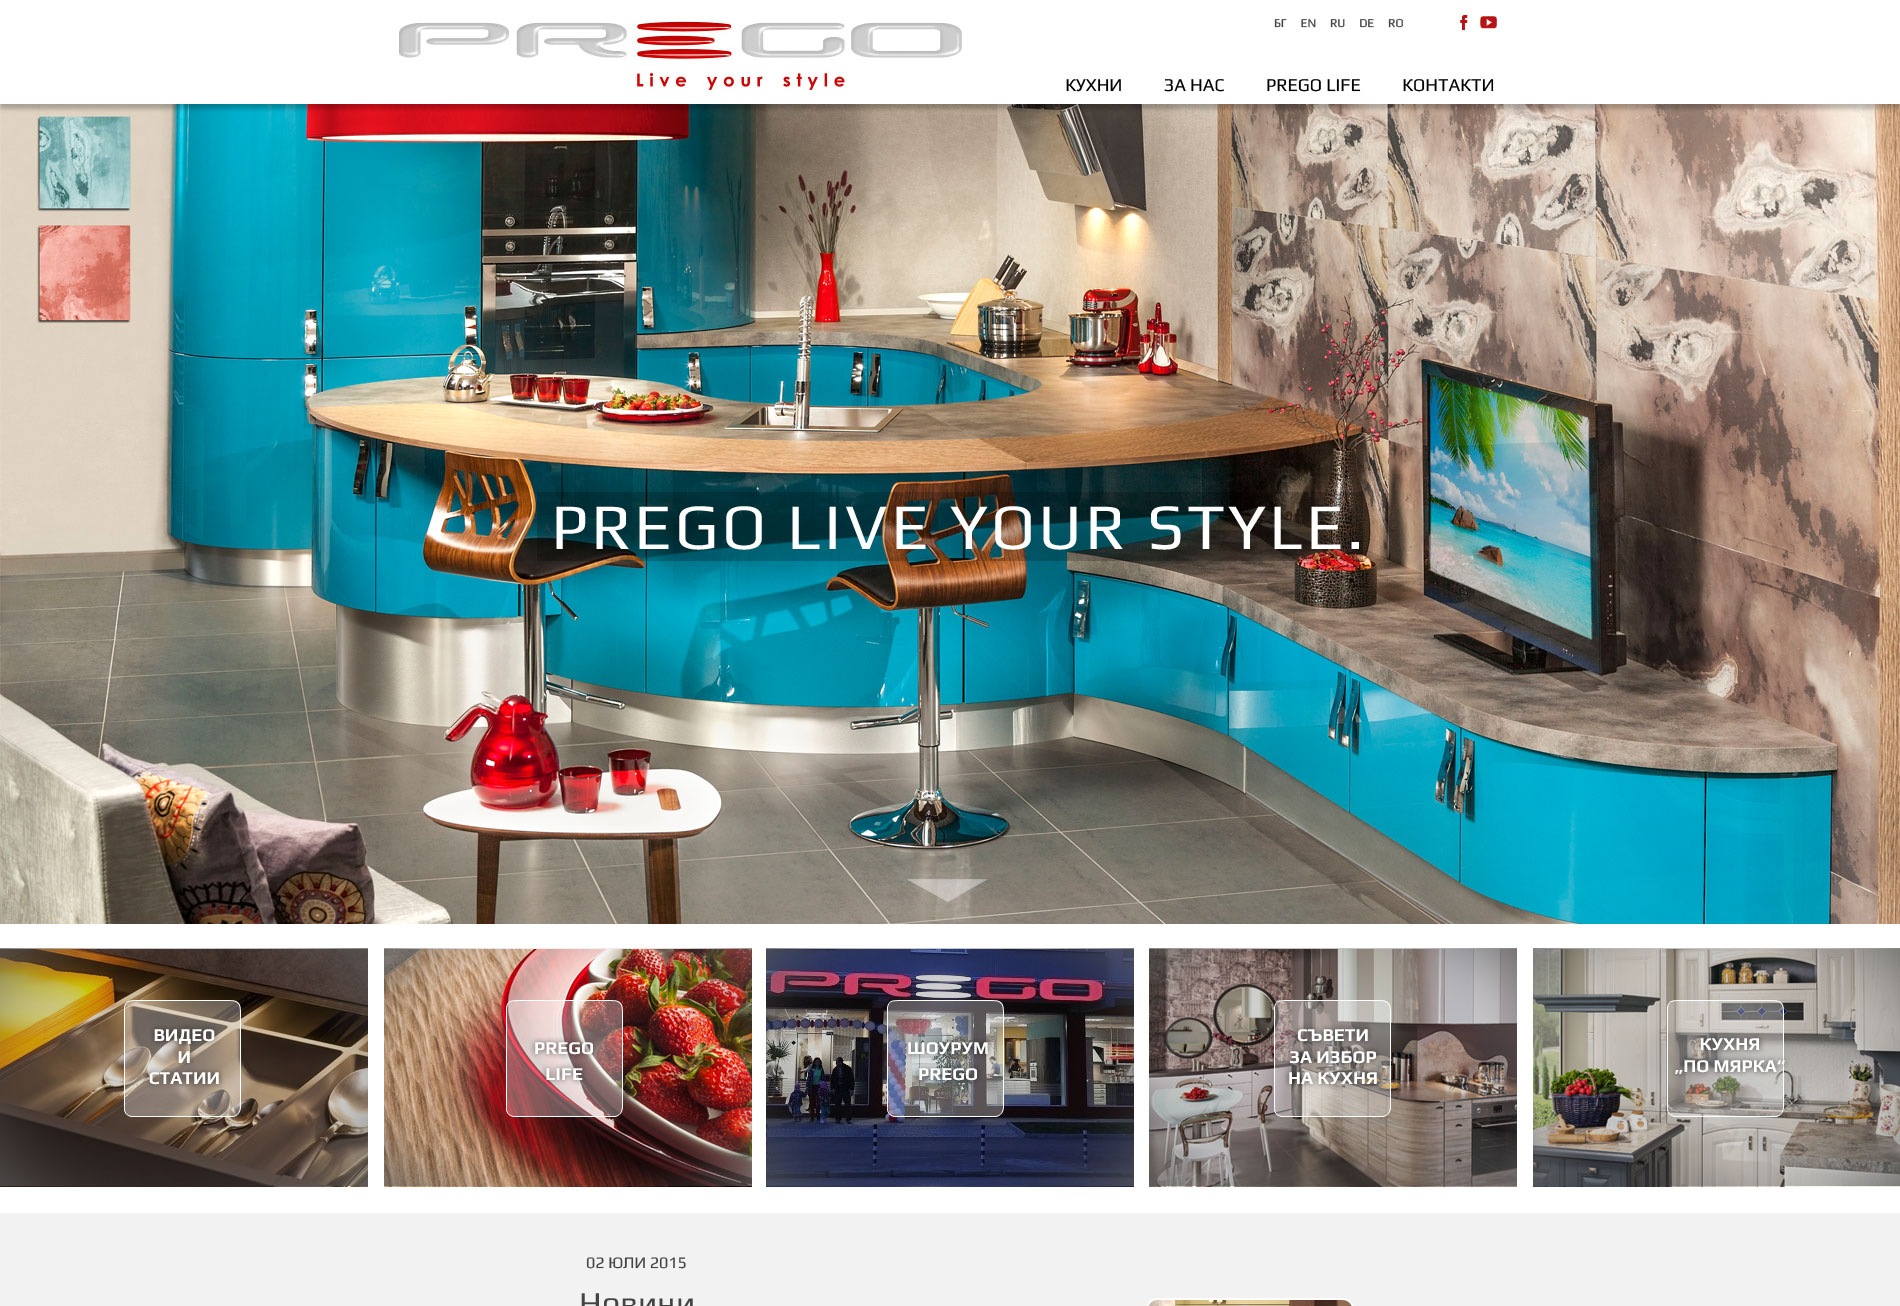 PREGO
Live your style
БГ EN RU DE RO
КУХНИ ЗА НАС PREGO LIFE КОНТАКТИ
PREGO LIVE YOUR STYLE.
ВИДЕО
И
СТАТИИ
PREGO
LIFE
PREGO
ШОУРУМ
PREGO
СЪВЕТИ
ЗА ИЗБОР
НА КУХНЯ
КУХНЯ
„ПО МЯРКА“
02 ЮЛИ 2015
Новини